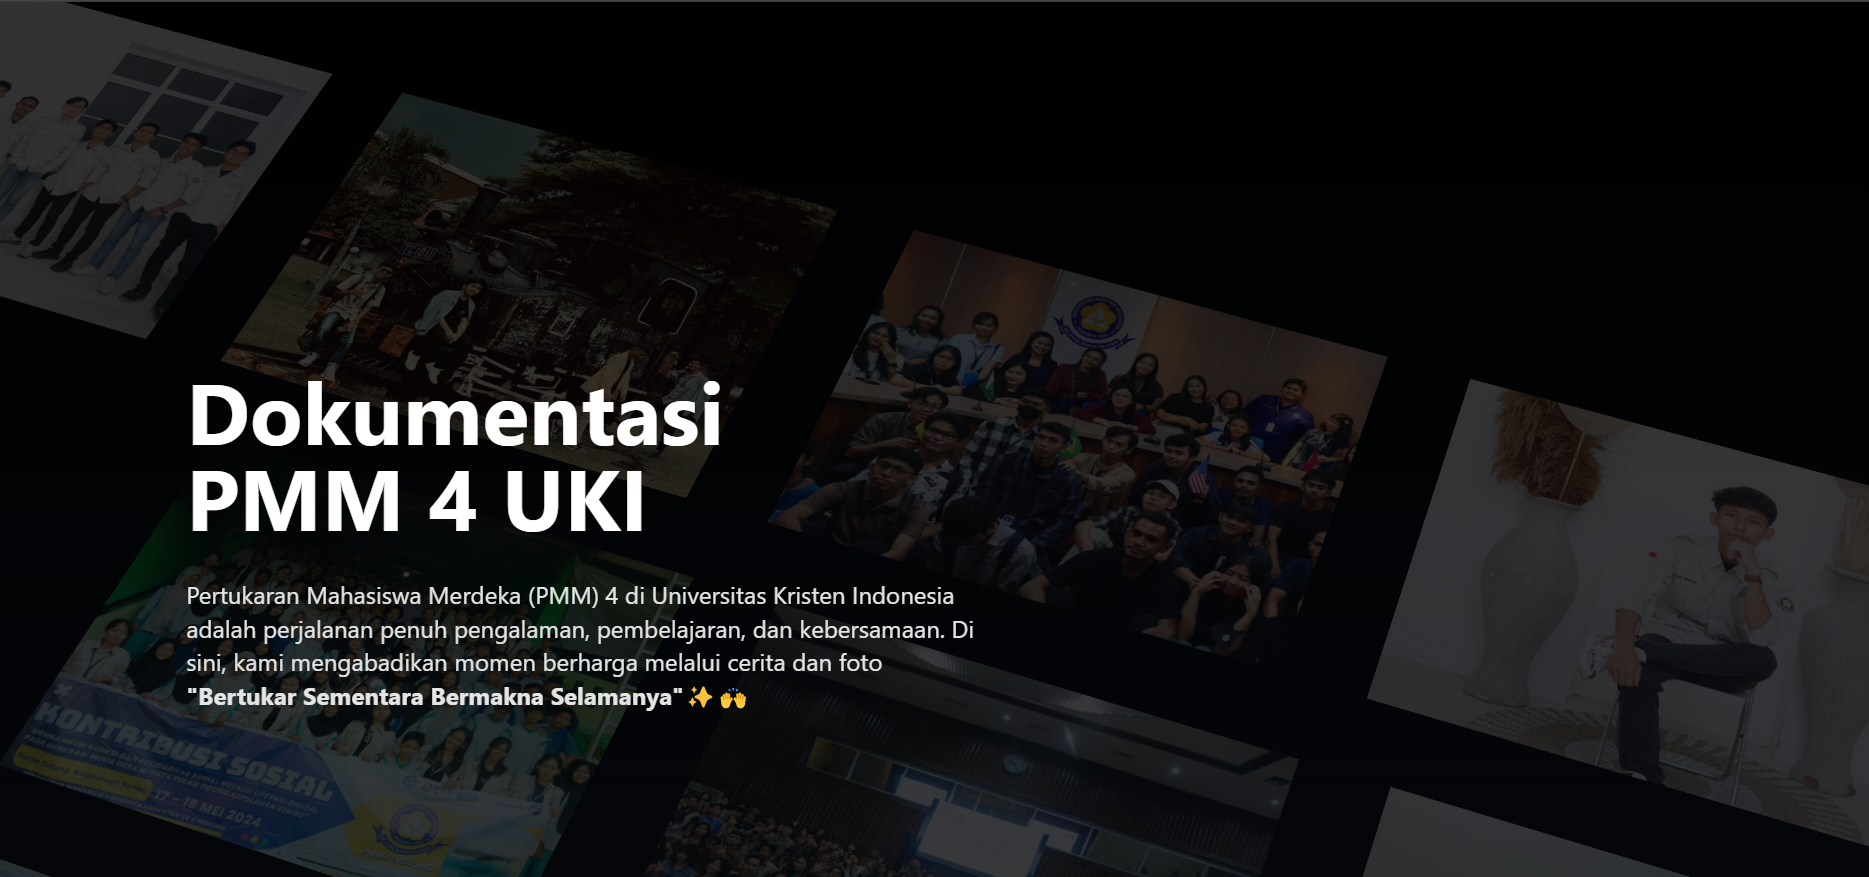 Dokumentasi
PMM 4 UKI
Pertukaran Mahasiswa Merdeka (PMM) 4 di Universitas Kristen Indonesia
adalah perjalanan penuh pengalaman, pembelajaran, dan kebersamaan. Di
sini, kami mengabadikan momen berharga melalui cerita dan foto
"Bertukar Sementara Bermakna Selamanya" ✨ 🙌
KONTRIBUSI SOSIAL
17 - 19 MEI 2024